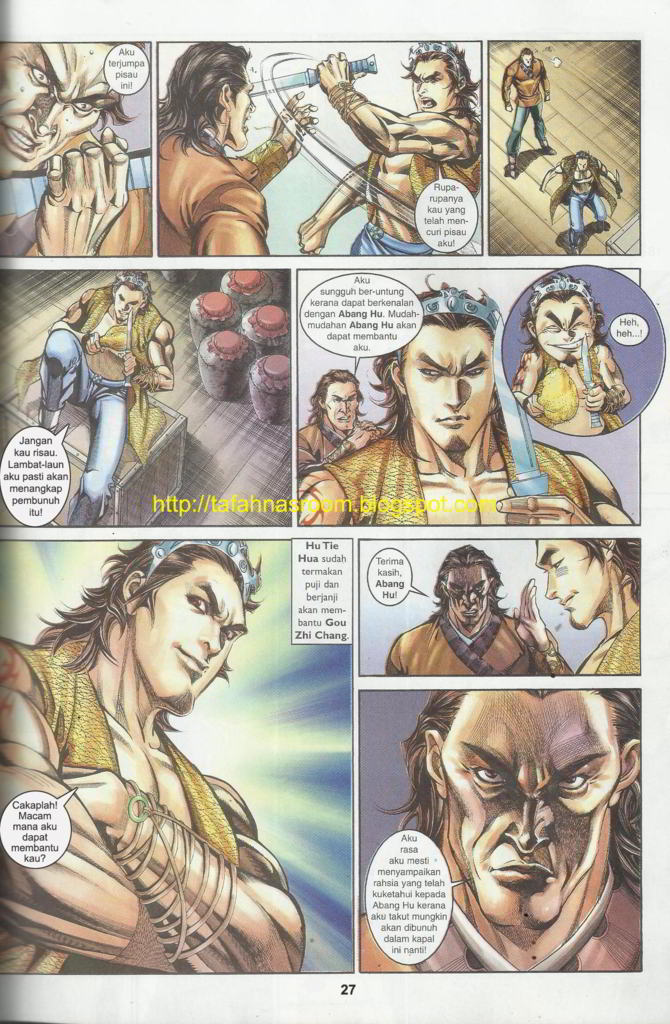 Aku
terjumpa
pisau
ini!
Rupa-
rupanya
kau yang
telah men-
curi pisau
aku!
Jangan
kau risau.
Lambat-laun
aku pasti akan
menangkap
pembunuh
itu!
Aku
sungguh ber-untung
kerana dapat berkenalan
dengan Abang Hu. Mudah-
mudahan Abang Hu akan
dapat membantu
aku.
Heh,
heh...!
http://tafahnasroom.blogspot.com
Hu Tie
Hua sudah
termakan
puji dan
berjanji
akan mem-
bantu Gou
Zhi Chang.
Cakaplah!
Macam
mana aku
dapat
membantu
kau?
Terima
kasih,
Abang
Hu!
Aku
rasa
aku mesti
menyampaikan
rahsia yang telah
kuketahui kepada
Abang Hu kerana
aku takut mungkin
akan dibunuh
dalam kapal
ini nanti!
27